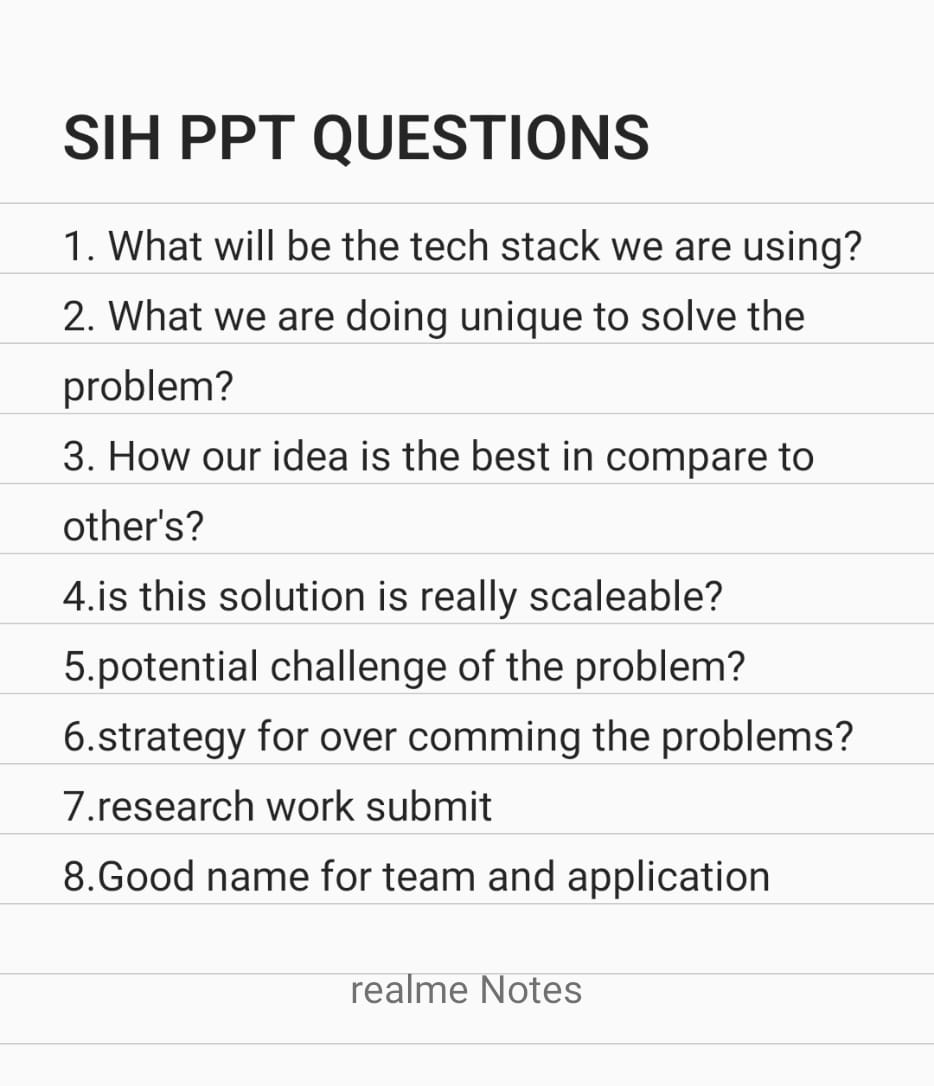 SIH PPT QUESTIONS
1. What will be the tech stack we are using?
2. What we are doing unique to solve the
problem?
3. How our idea is the best in compare to
other's?
4.is this solution is really scaleable?
5.potential challenge of the problem?
6.strategy for over comming the problems?
7.research work submit
8.Good name for team and application
realme Notes